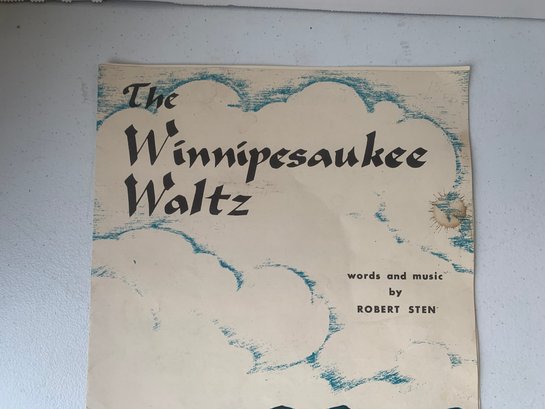 The
Winnipesaukee
Waltz
words and music
by
ROBERT STEN